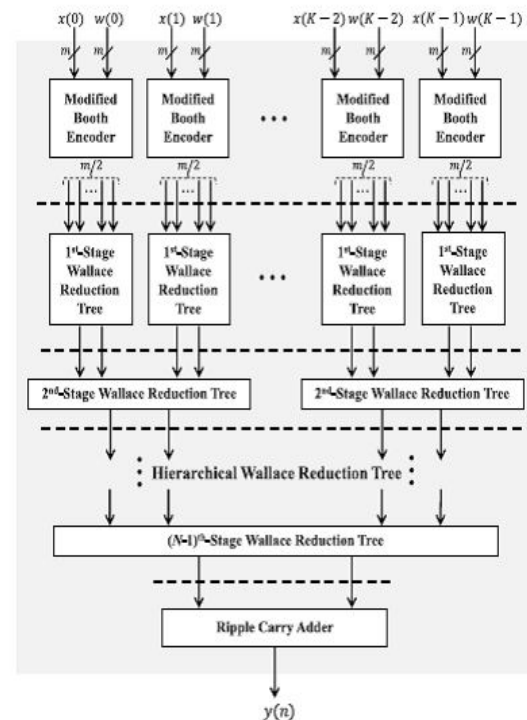 x(0) w(0) x(1) w(1) x(K−2) w(K−2) x(K−1) w(K−1)
m m m m m m m m
Modified Booth Encoder
Modified Booth Encoder
• • •
Modified Booth Encoder
Modified Booth Encoder
m/2 m/2 m/2 m/2
... ... ... ...
1st-Stage Wallace Reduction Tree
1st-Stage Wallace Reduction Tree
• • •
1st-Stage Wallace Reduction Tree
1st-Stage Wallace Reduction Tree
2nd-Stage Wallace Reduction Tree
2nd-Stage Wallace Reduction Tree
Hierarchical Wallace Reduction Tree
(N-1)th-Stage Wallace Reduction Tree
Ripple Carry Adder
y(n)